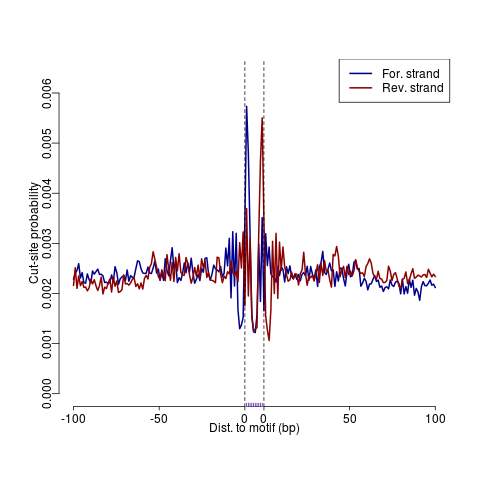 For. strand
Rev. strand
Cut-site probability
0.006
0.005
0.004
0.003
0.002
0.001
0.000
-100 -50 0 0 50 100
Dist. to motif (bp)